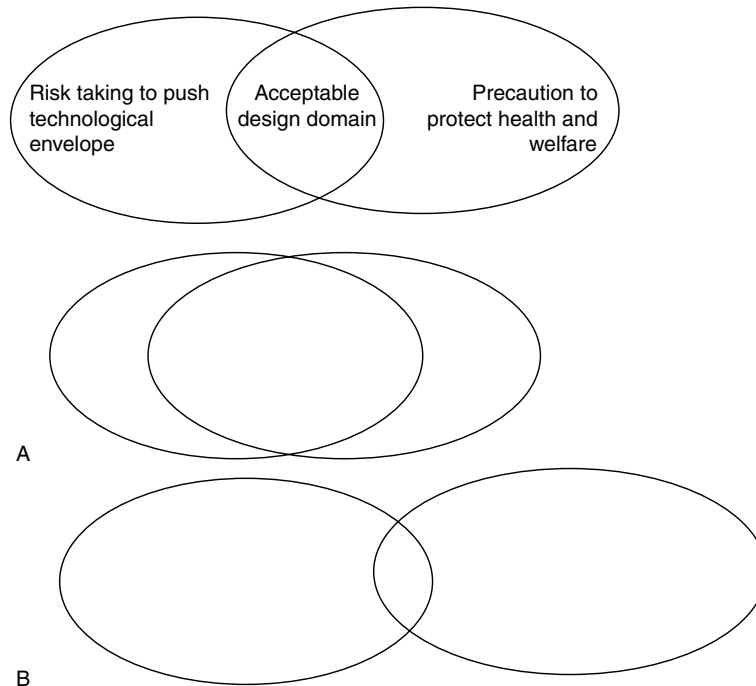 Risk taking to push
technological
envelope
Acceptable
design domain
Precaution to
protect health and
welfare
A
B